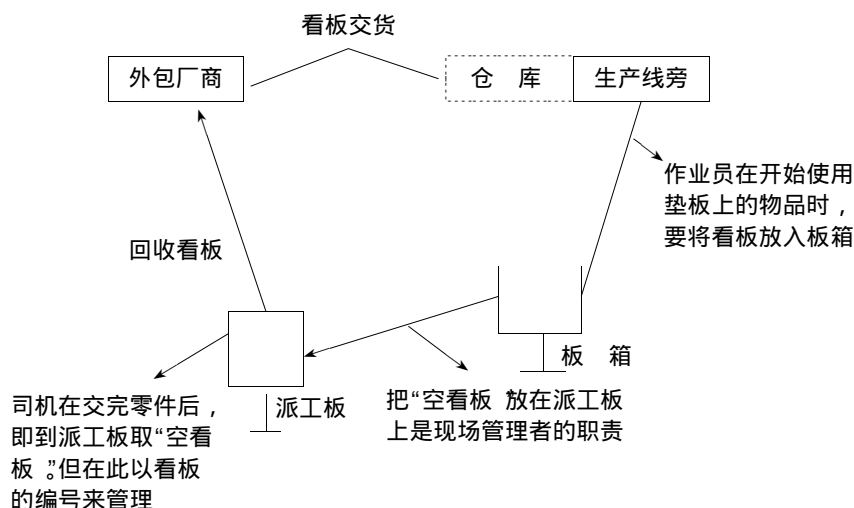 看板交货
外包厂商
仓 库
生产线旁
作业员在开始使用
垫板上的物品时，
要将看板放入板箱
回收看板
板 箱
派工板
把“空看板”放在派工板
上是现场管理者的职责
司机在交完零件后，
即到派工板取“空看
板”。但在此以看板
的编号来管理